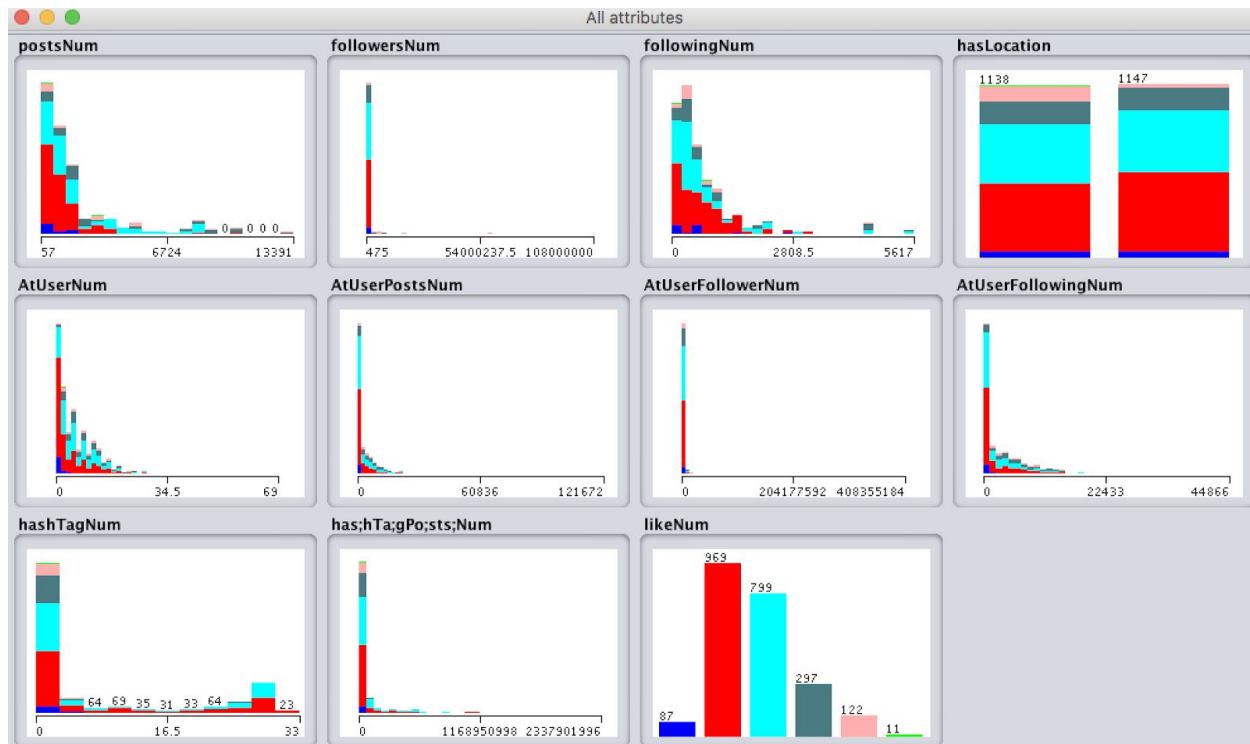 All attributes
postsNum followersNum followingNum hasLocation
1138 1147
0 0 0 0
57 6724 13391 475 54000237.5 108000000 0 2808.5 5617
AtUserNum AtUserPostsNum AtUserFollowerNum AtUserFollowingNum
0 34.5 69 0 60836 121672 0 204177592 408355184 0 22433 44866
hashTagNum has;hTa;gPo;sts;Num likeNum
969
799
64 69 35 31 33 64 23 297
87 122 11
0 16.5 33 0 1168950998 2337901996